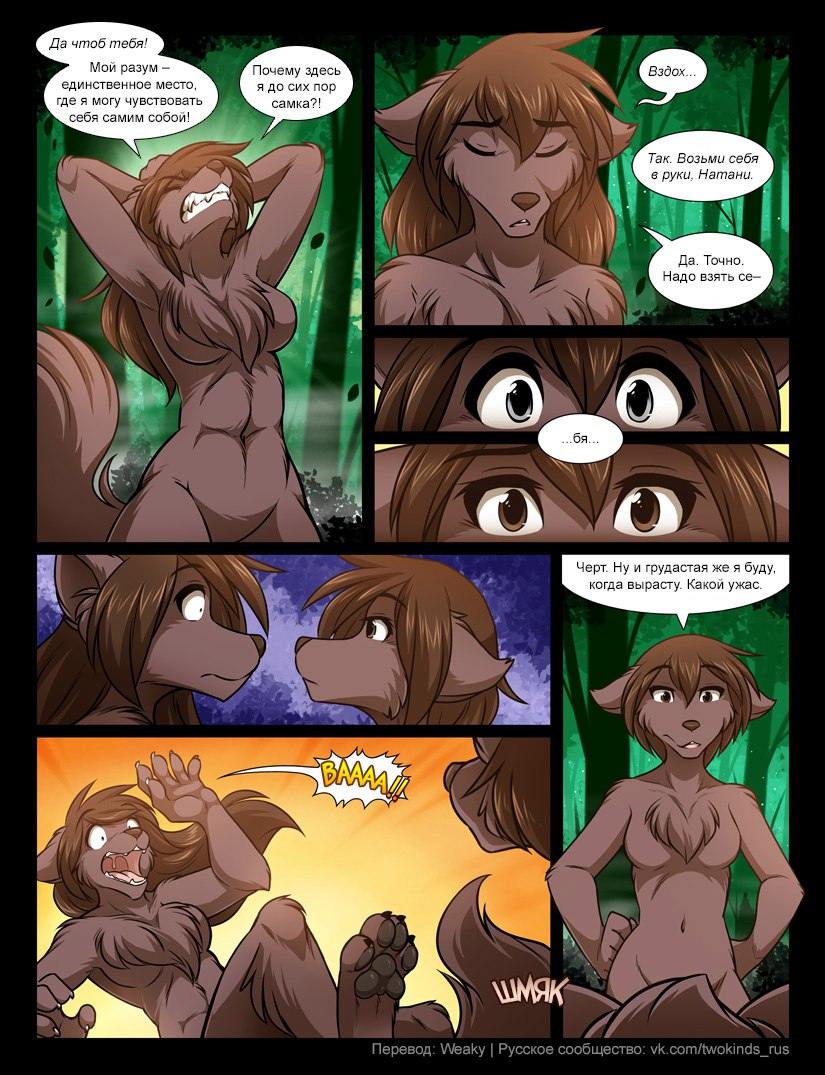 Да чтоб тебя!
Мой разум –
единственное место,
где я могу чувствовать
себя самим собой!
Почему здесь
я до сих пор
самка?!
Вздох...
Так. Возьми себя
в руки, Натани.
Да. Точно.
Надо взять се–
...бя...
Черт. Ну и грудастая же я буду,
когда вырасту. Какой ужас.
ВАААА!!
ШМЯК
Перевод: Weaky | Русское сообщество: vk.com/twokinds_rus